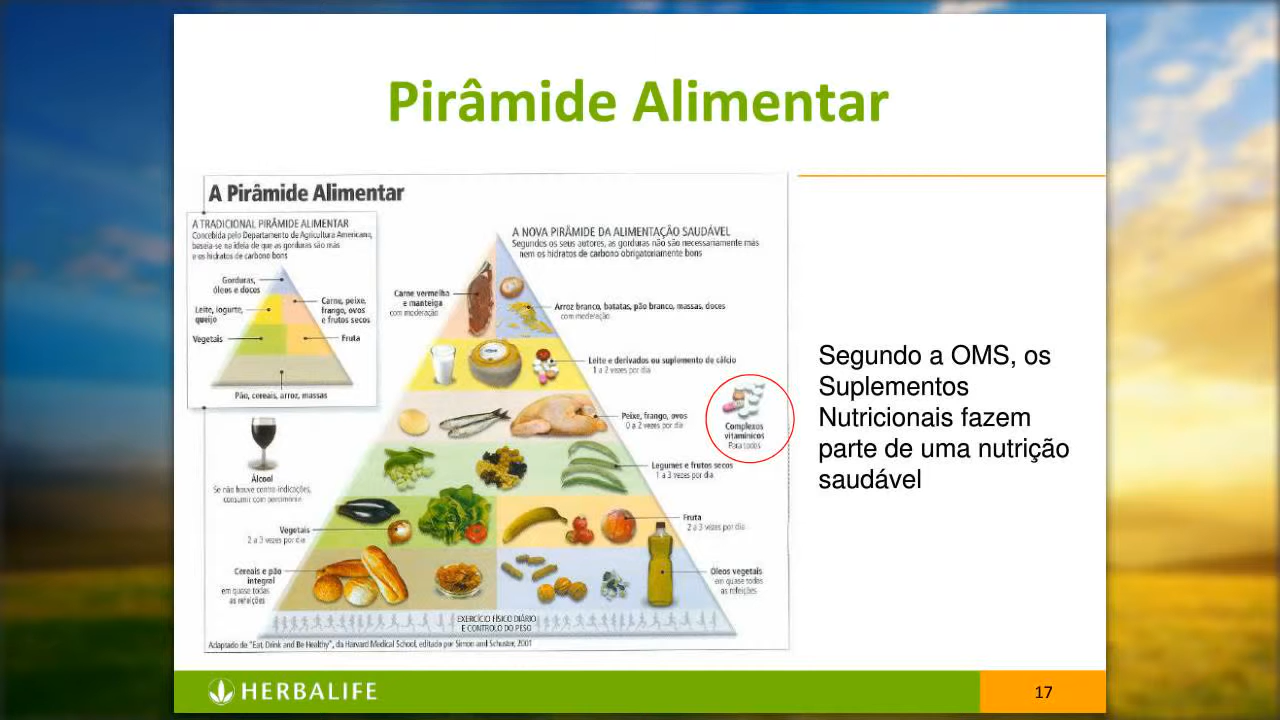 Pirâmide Alimentar
A Pirâmide Alimentar
A TRADICIONAL PIRÂMIDE ALIMENTAR
Concebida pelo Departamento de Agricultura Americano,
baseia-se na ideia de que as gorduras são más
e os hidratos de carbono bons
Gorduras,
óleos e doces
Leite, iogurte,
queijo
Carne, peixe,
frango, ovos
e frutos secos
Vegetais
Fruta
Pão, cereais, arroz, massas
A NOVA PIRÂMIDE DA ALIMENTAÇÃO SAUDÁVEL
Segundos os seus autores, as gorduras não são necessariamente más
nem os hidratos de carbono obrigatoriamente bons
Carne vermelha
e manteiga
com moderação
Arroz branco, batatas, pão branco, massas, doces
com moderação
Leite e derivados ou suplemento de cálcio
1 a 2 vezes por dia
Peixe, frango, ovos
0 a 2 vezes por dia
Complexos
vitamínicos
Para todos
Legumes e frutos secos
1 a 3 vezes por dia
Álcool
Se não houver contra-indicações,
consumir com parcimónia
Vegetais
2 a 3 vezes por dia
Fruta
2 a 3 vezes por dia
Cereais e pão
integral
em quase todas
as refeições
Óleos vegetais
em quase todas
as refeições
EXERCÍCIO FÍSICO DIÁRIO
E CONTROLO DO PESO
Adaptado de "Eat, Drink and Be Healthy", da Harvard Medical School, editado por Simon and Schuster, 2001
Segundo a OMS, os
Suplementos
Nutricionais fazem
parte de uma nutrição
saudável
HERBALIFE
17